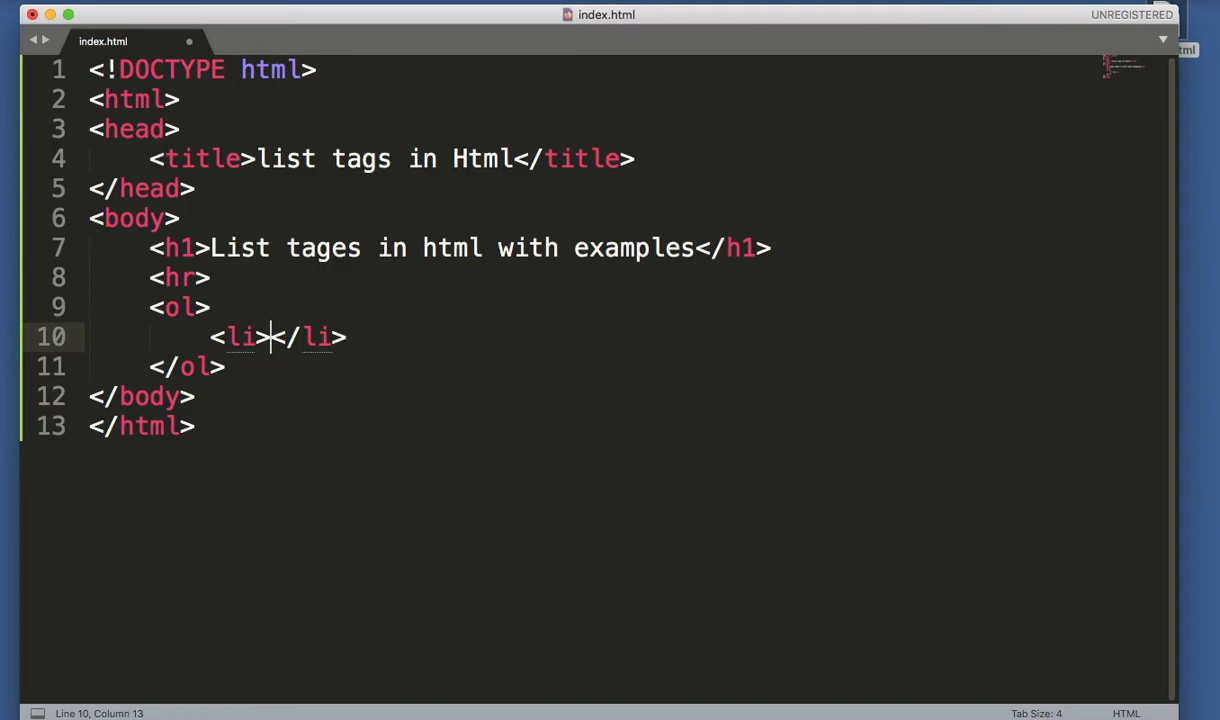 index.html
UNREGISTERED
index.html
ml
1 <!DOCTYPE html>
2 <html>
3 <head>
4 <title>list tags in Html</title>
5 </head>
6 <body>
7 <h1>List tages in html with examples</h1>
8 <hr>
9 <ol>
10 <li></li>
11 </ol>
12 </body>
13 </html>
Line 10, Column 13
Tab Size: 4
HTML